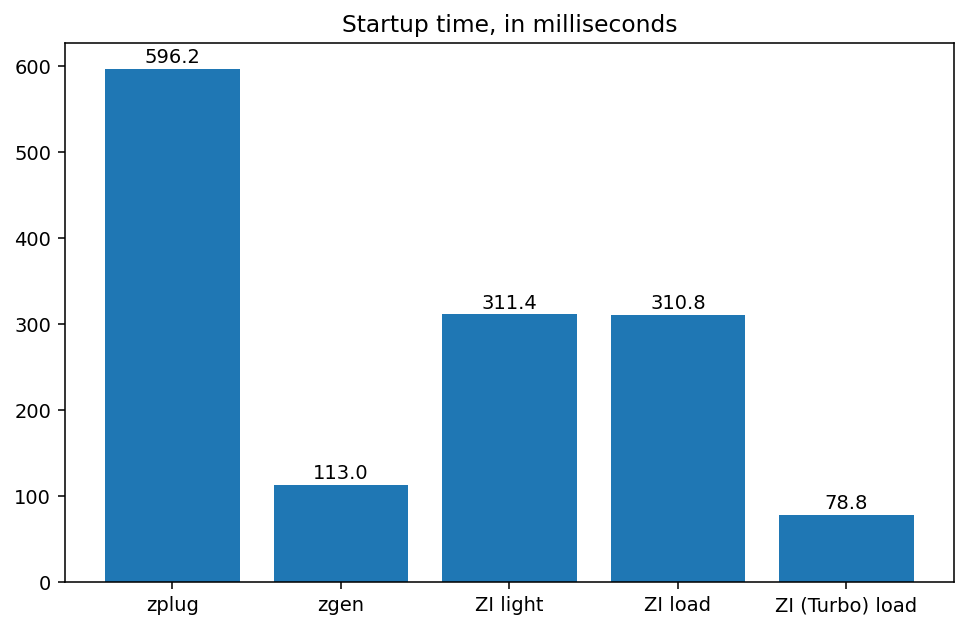 Startup time, in milliseconds
600
500
400
300
200
100
0
596.2
113.0
311.4
310.8
78.8
zplug
zgen
ZI light
ZI load
ZI (Turbo) load